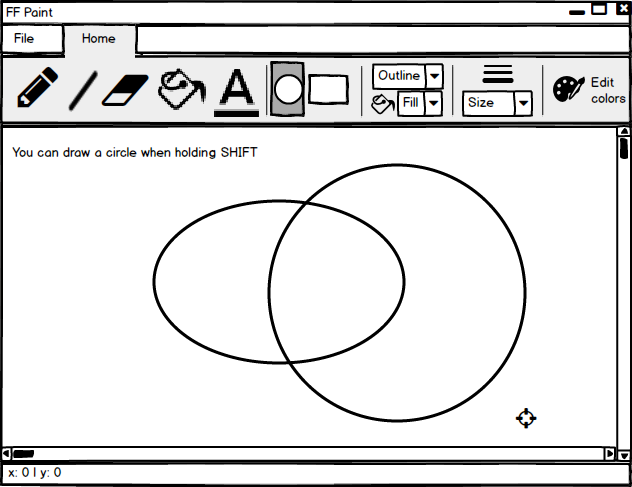 FF Paint
File
Home
A
Outline
Fill
Size
Edit
colors
You can draw a circle when holding SHIFT
x: 0 | y: 0